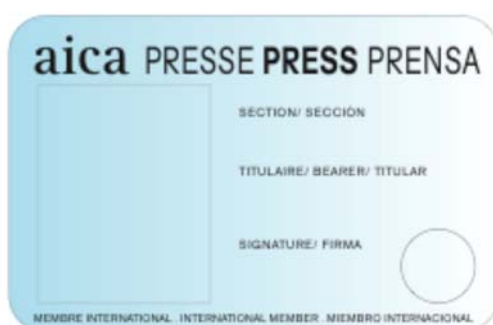 aica PRESSE PRESS PRENSA
SECTION/ SECCIÓN
TITULAIRE/ BEARER/ TITULAR
SIGNATURE/ FIRMA
MEMBRE INTERNATIONAL . INTERNATIONAL MEMBER . MIEMBRO INTERNACIONAL